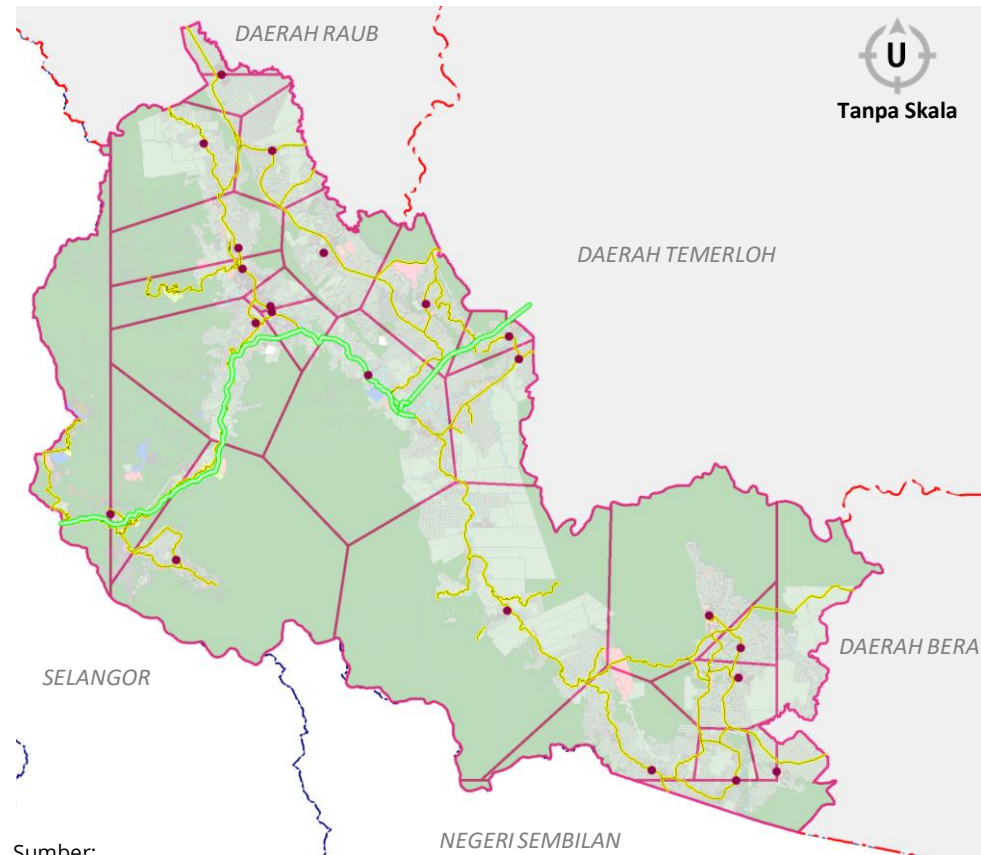 DAERAH RAUB
U
Tanpa Skala
DAERAH TEMERLOH
DAERAH BERA
SELANGOR
NEGERI SEMBILAN
Sumber: